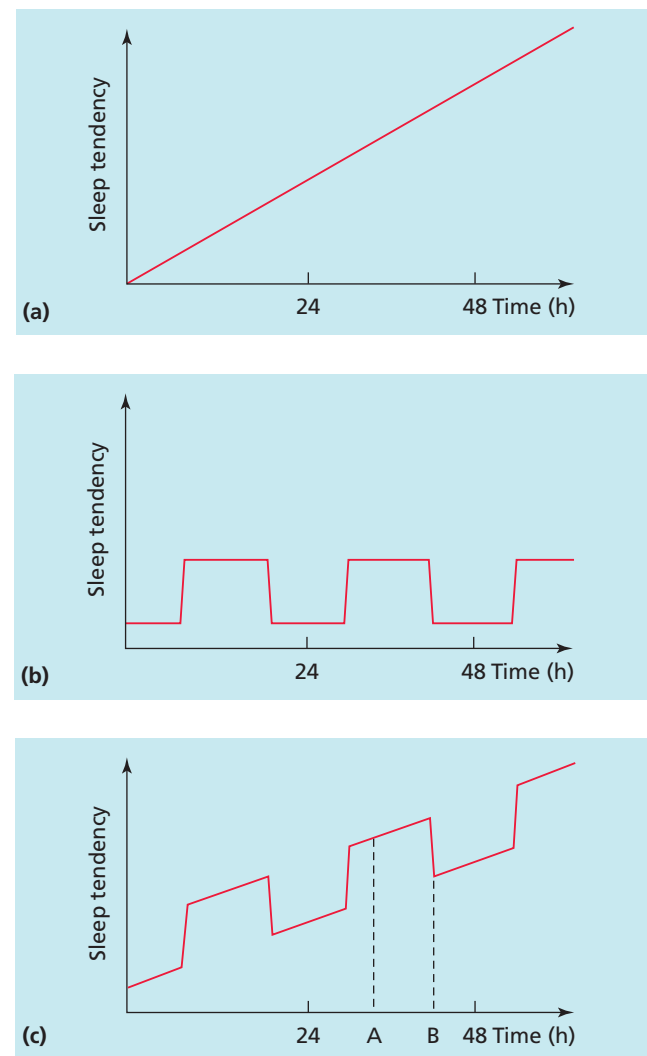 Sleep tendency
24 48 Time (h)
(a)
Sleep tendency
24 48 Time (h)
(b)
Sleep tendency
24 A B 48 Time (h)
(c)